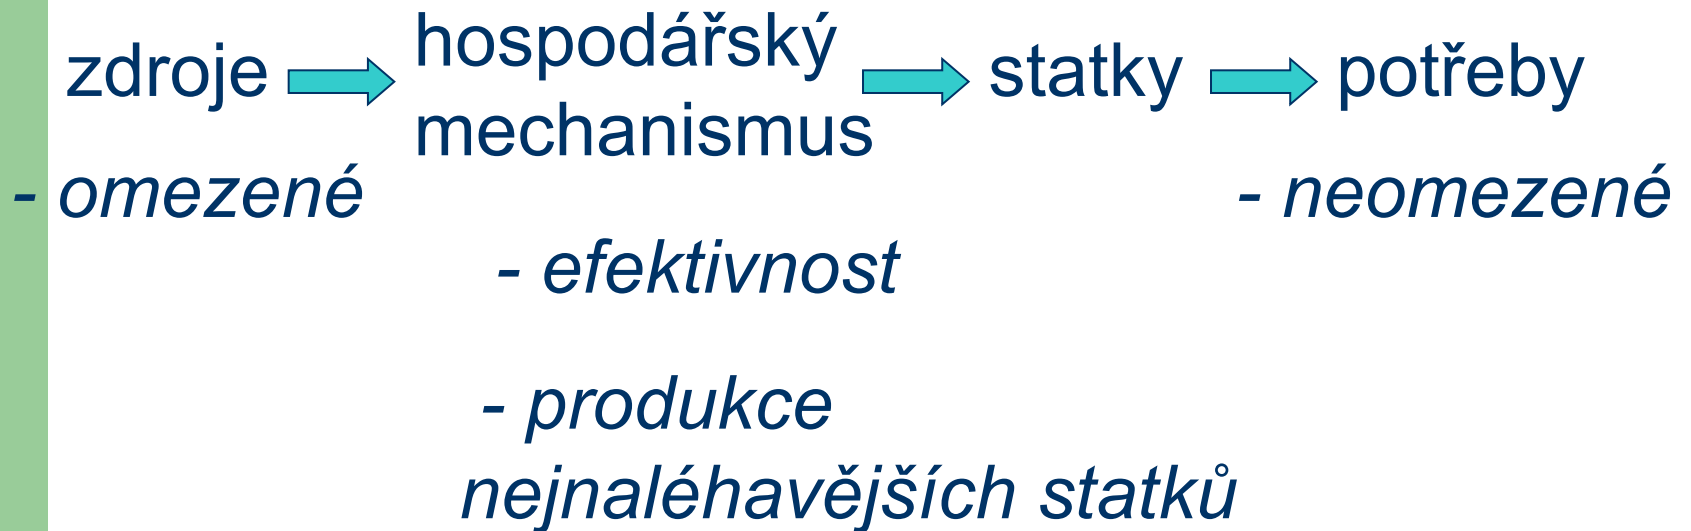 zdroje hospodářský mechanismus statky potřeby
- omezené - neomezené
- efektivnost
- produkce
nejnaléhavějších statků